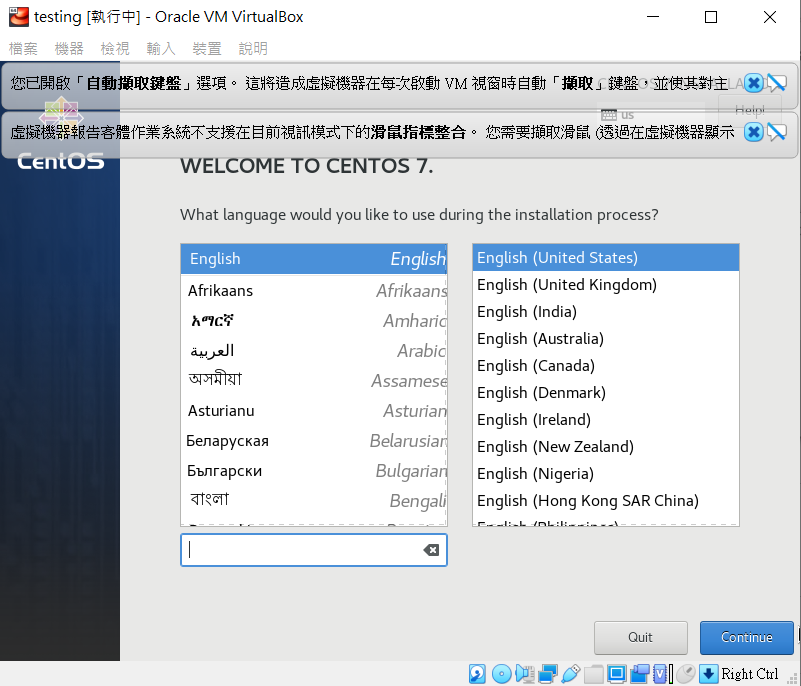 testing [執行中] - Oracle VM VirtualBox
檔案 機器 檢視 輸入 裝置 說明
您已開啟「自動擷取鍵盤」選項。 這將造成虛擬機器在每次啟動 VM 視窗時自動「擷取」鍵盤，並使其對主
us
Help!
虛擬機器報告客體作業系統不支援在目前視訊模式下的滑鼠指標整合。 您需要擷取滑鼠 (透過在虛擬機器顯示
CentOS
WELCOME TO CENTOS 7.
What language would you like to use during the installation process?
English English
Afrikaans Afrikaans
አማርኛ Amharic
العربية Arabic
অসমীয়া Assamese
Asturianu Asturian
Беларуская Belarusian
Български Bulgarian
বাংলা Bengali
English (United States)
English (United Kingdom)
English (India)
English (Australia)
English (Canada)
English (Denmark)
English (Ireland)
English (New Zealand)
English (Nigeria)
English (Hong Kong SAR China)
English (Philippines)
Quit Continue
Right Ctrl